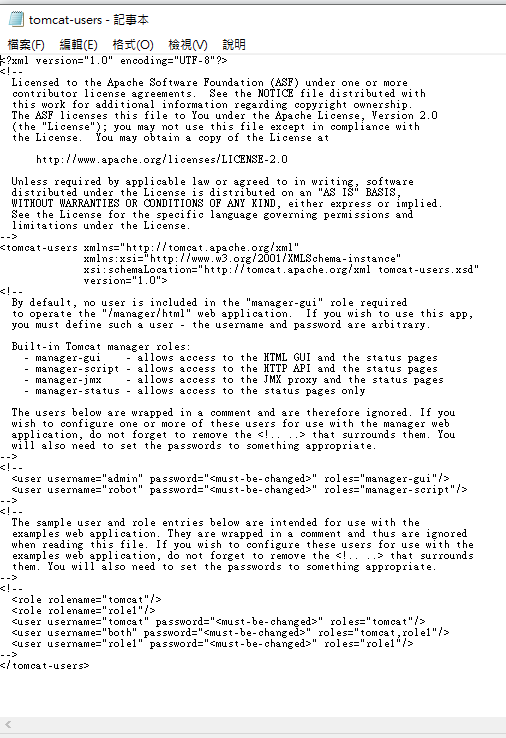 tomcat-users - 記事本
檔案(F) 編輯(E) 格式(O) 檢視(V) 說明
<?xml version="1.0" encoding="UTF-8"?>
<!--
  Licensed to the Apache Software Foundation (ASF) under one or more
  contributor license agreements.  See the NOTICE file distributed with
  this work for additional information regarding copyright ownership.
  The ASF licenses this file to You under the Apache License, Version 2.0
  (the "License"); you may not use this file except in compliance with
  the License.  You may obtain a copy of the License at

      http://www.apache.org/licenses/LICENSE-2.0

  Unless required by applicable law or agreed to in writing, software
  distributed under the License is distributed on an "AS IS" BASIS,
  WITHOUT WARRANTIES OR CONDITIONS OF ANY KIND, either express or implied.
  See the License for the specific language governing permissions and
  limitations under the License.
-->
<tomcat-users xmlns="http://tomcat.apache.org/xml"
              xmlns:xsi="http://www.w3.org/2001/XMLSchema-instance"
              xsi:schemaLocation="http://tomcat.apache.org/xml tomcat-users.xsd"
              version="1.0">
<!--
  By default, no user is included in the "manager-gui" role required
  to operate the "/manager/html" web application.  If you wish to use this app,
  you must define such a user - the username and password are arbitrary.

  Built-in Tomcat manager roles:
    - manager-gui    - allows access to the HTML GUI and the status pages
    - manager-script - allows access to the HTTP API and the status pages
    - manager-jmx    - allows access to the JMX proxy and the status pages
    - manager-status - allows access to the status pages only

  The users below are wrapped in a comment and are therefore ignored. If you
  wish to configure one or more of these users for use with the manager web
  application, do not forget to remove the <!.. ..> that surrounds them. You
  will also need to set the passwords to something appropriate.
-->
<!--
  <user username="admin" password="<must-be-changed>" roles="manager-gui"/>
  <user username="robot" password="<must-be-changed>" roles="manager-script"/>
-->
<!--
  The sample user and role entries below are intended for use with the
  examples web application. They are wrapped in a comment and thus are ignored
  when reading this file. If you wish to configure these users for use with the
  examples web application, do not forget to remove the <!.. ..> that surrounds
  them. You will also need to set the passwords to something appropriate.
-->
<!--
  <role rolename="tomcat"/>
  <role rolename="role1"/>
  <user username="tomcat" password="<must-be-changed>" roles="tomcat"/>
  <user username="both" password="<must-be-changed>" roles="tomcat,role1"/>
  <user username="role1" password="<must-be-changed>" roles="role1"/>
-->
</tomcat-users>